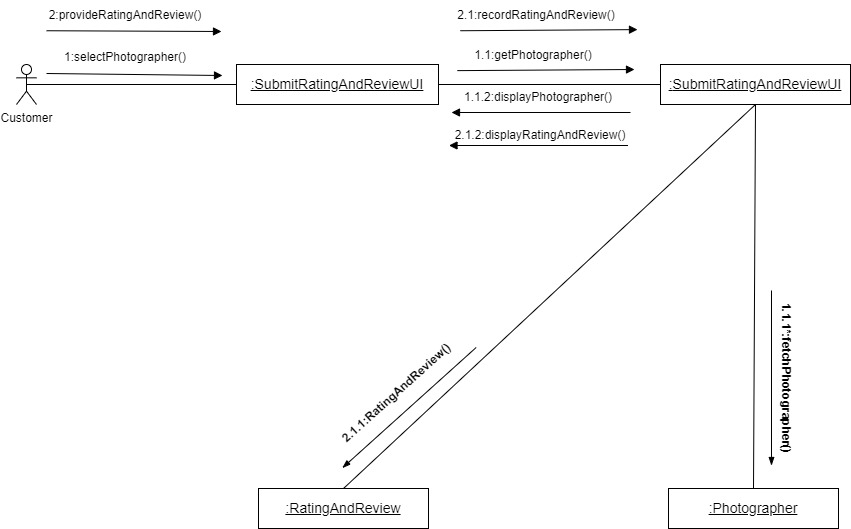 2:provideRatingAndReview()
2.1:recordRatingAndReview()
1:selectPhotographer()
1.1:getPhotographer()
:SubmitRatingAndReviewUI
:SubmitRatingAndReviewUI
1.1.2:displayPhotographer()
Customer
2.1.2:displayRatingAndReview()
1.1.1*:fetchPhotographer()
2.1.1:RatingAndReview()
:RatingAndReview
:Photographer